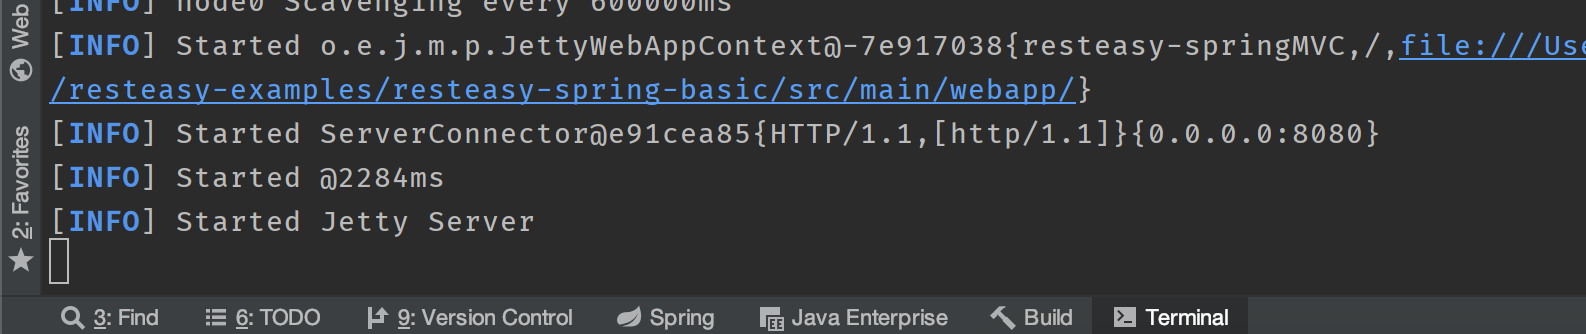 [INFO] node0 Scavenging every 600000ms
[INFO] Started o.e.j.m.p.JettyWebAppContext@-7e917038{resteasy-springMVC,/,file:///Use
/resteasy-examples/resteasy-spring-basic/src/main/webapp/}
[INFO] Started ServerConnector@e91cea85{HTTP/1.1,[http/1.1]}{0.0.0.0:8080}
[INFO] Started @2284ms
[INFO] Started Jetty Server
Web
2: Favorites
3: Find
6: TODO
9: Version Control
Spring
Java Enterprise
Build
Terminal